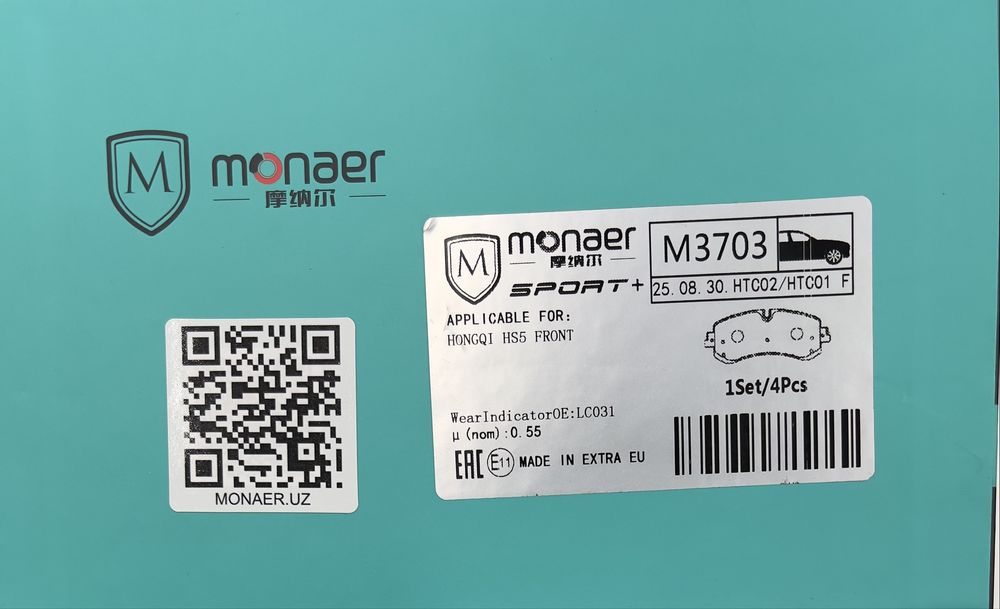 M
monaer
摩纳尔
MONAER.UZ
M
monaer
摩纳尔
SPORT+
M3703
25.08.30.HTC02/HTC01 F
APPLICABLE FOR:
HONGQI HS5 FRONT
1Set/4Pcs
WearIndicatorOE:LC031
μ(nom):0.55
EAC E11 MADE IN EXTRA EU